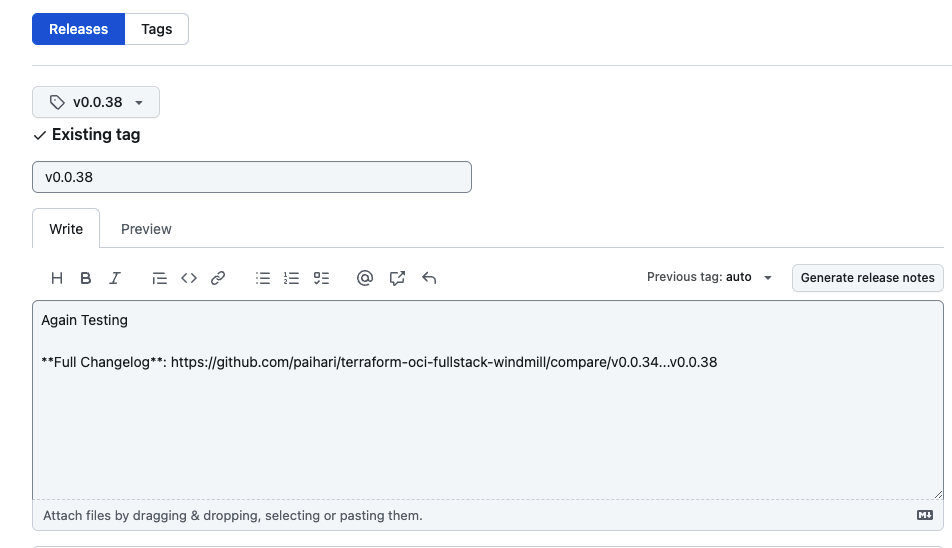 Releases Tags
v0.0.38
Existing tag
v0.0.38
Write Preview
H B I @ Previous tag: auto Generate release notes
Again Testing
**Full Changelog**: https://github.com/paihari/terraform-oci-fullstack-windmill/compare/v0.0.34...v0.0.38
Attach files by dragging & dropping, selecting or pasting them.